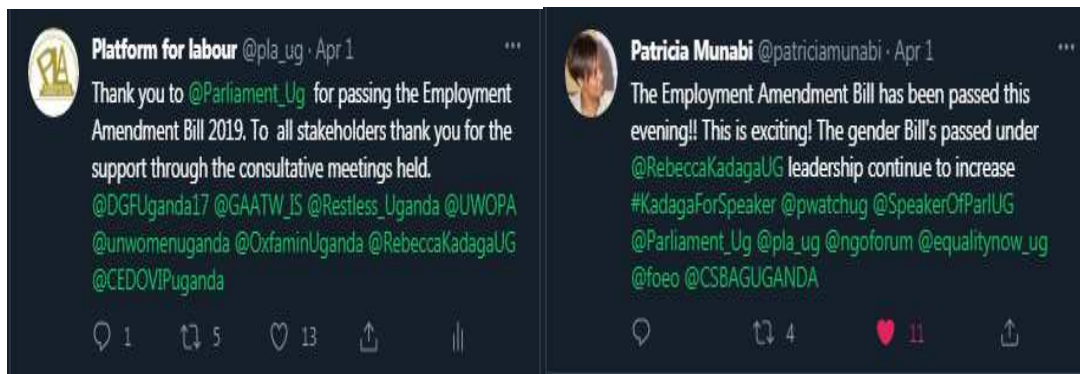 Platform for labour @pla_ug · Apr 1
Thank you to @Parliament_Ug for passing the Employment
Amendment Bill 2019. To all stakeholders thank you for the
support through the consultative meetings held.
@DGFUganda17 @GAATW_IS @Restless_Uganda @UWOPA
@unwomenuganda @OxfaminUganda @RebeccaKadagaUG
@CEDOVIPuganda
1 5 13
PLA
Patricia Munabi @patriciamunabi · Apr 1
The Employment Amendment Bill has been passed this
evening!! This is exciting! The gender Bill's passed under
@RebeccaKadagaUG leadership continue to increase
#KadagaForSpeaker @pwatchug @SpeakerOfParlUG
@Parliament_Ug @pla_ug @ngoforum @equalitynow_ug
@foeo @CSBAGUGANDA
4 11